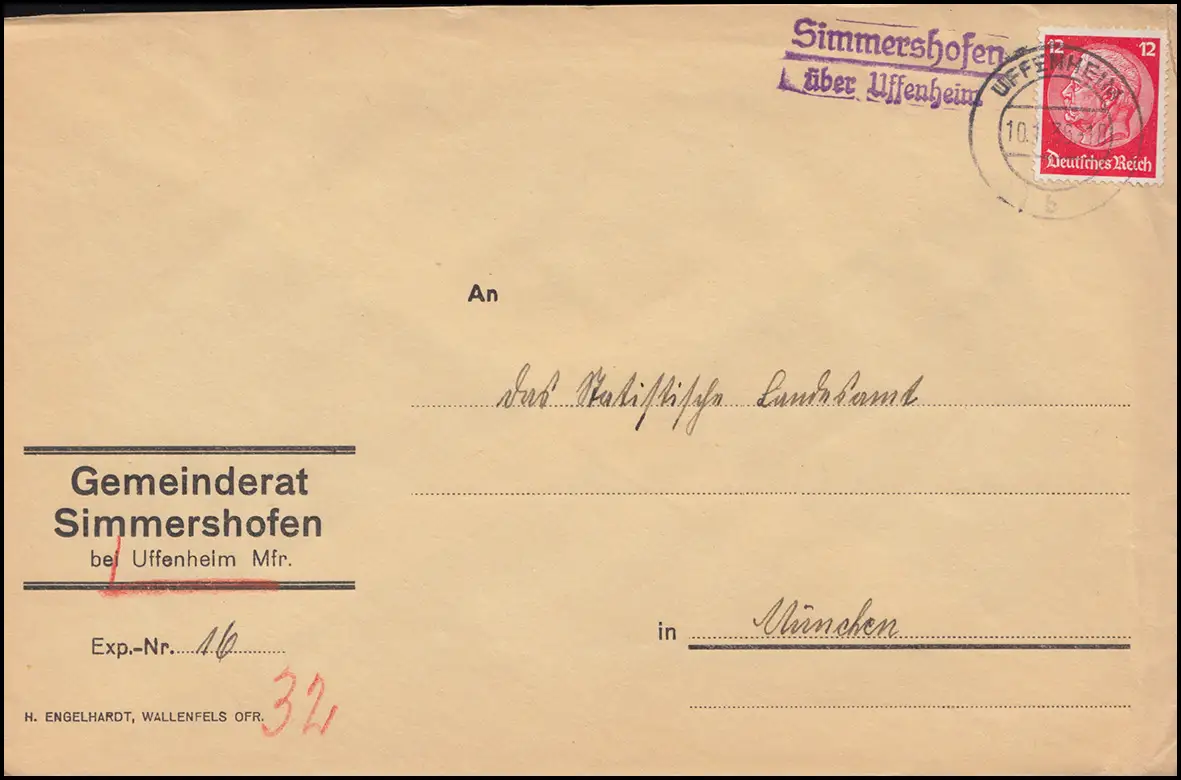 Simmershofen
über Uffenheim
12 12
UFFENHEIM
b
Deutsches Reich
An
das Statistische Landesamt
Gemeinderat
Simmershofen
bei Uffenheim Mfr.
in München
Exp.-Nr. 16
32
H. ENGELHARDT, WALLENFELS OFR.